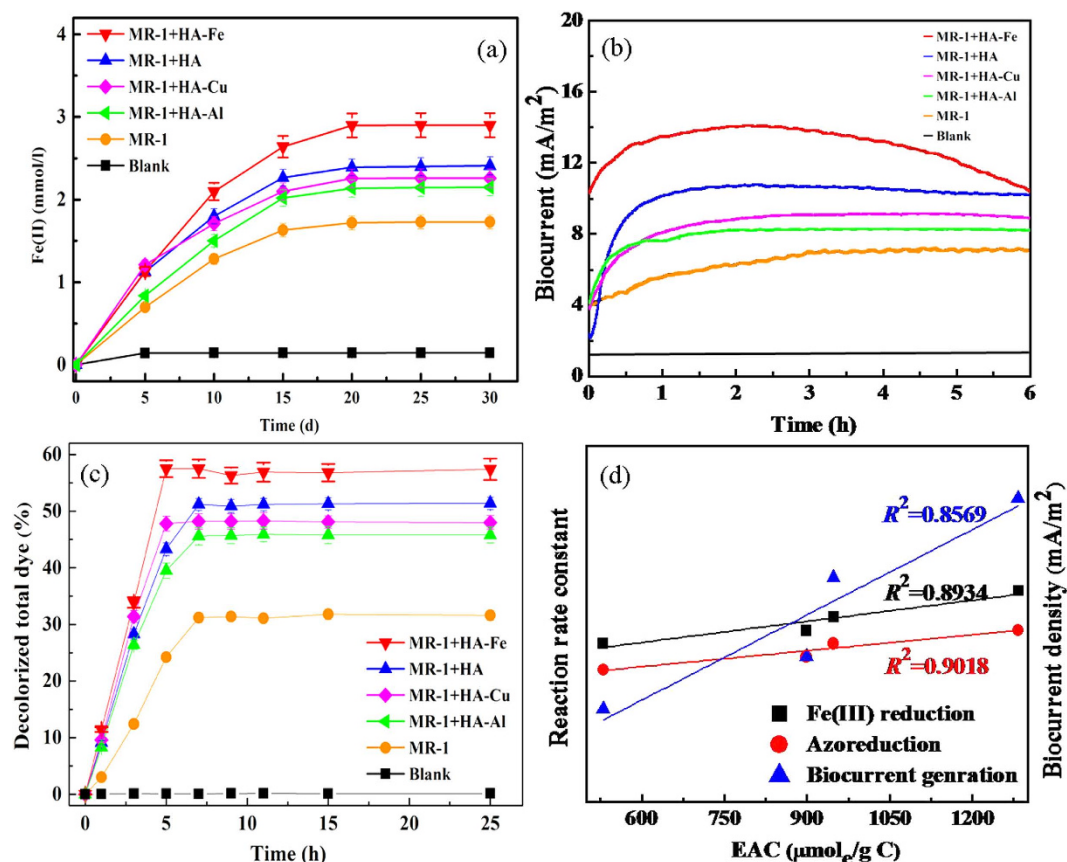 (a)
MR-1+HA-Fe
MR-1+HA
MR-1+HA-Cu
MR-1+HA-Al
MR-1
Blank
Fe(II) (mmol/l)
4
3
2
1
0
0 5 10 15 20 25 30
Time (d)
(b)
MR-1+HA-Fe
MR-1+HA
MR-1+HA-Cu
MR-1+HA-Al
MR-1
Blank
Biocurrent (mA/m²)
20
16
12
8
4
0
0 1 2 3 4 5 6
Time (h)
(c)
Decolorized total dye (%)
60
50
40
30
20
10
0
MR-1+HA-Fe
MR-1+HA
MR-1+HA-Cu
MR-1+HA-Al
MR-1
Blank
0 5 10 15 20 25
Time (h)
(d)
Reaction rate constant
Biocurrent density (mA/m²)
R²=0.8569
R²=0.8934
R²=0.9018
Fe(III) reduction
Azoreduction
Biocurrent genration
600 750 900 1050 1200
EAC (μmolₑ/g C)